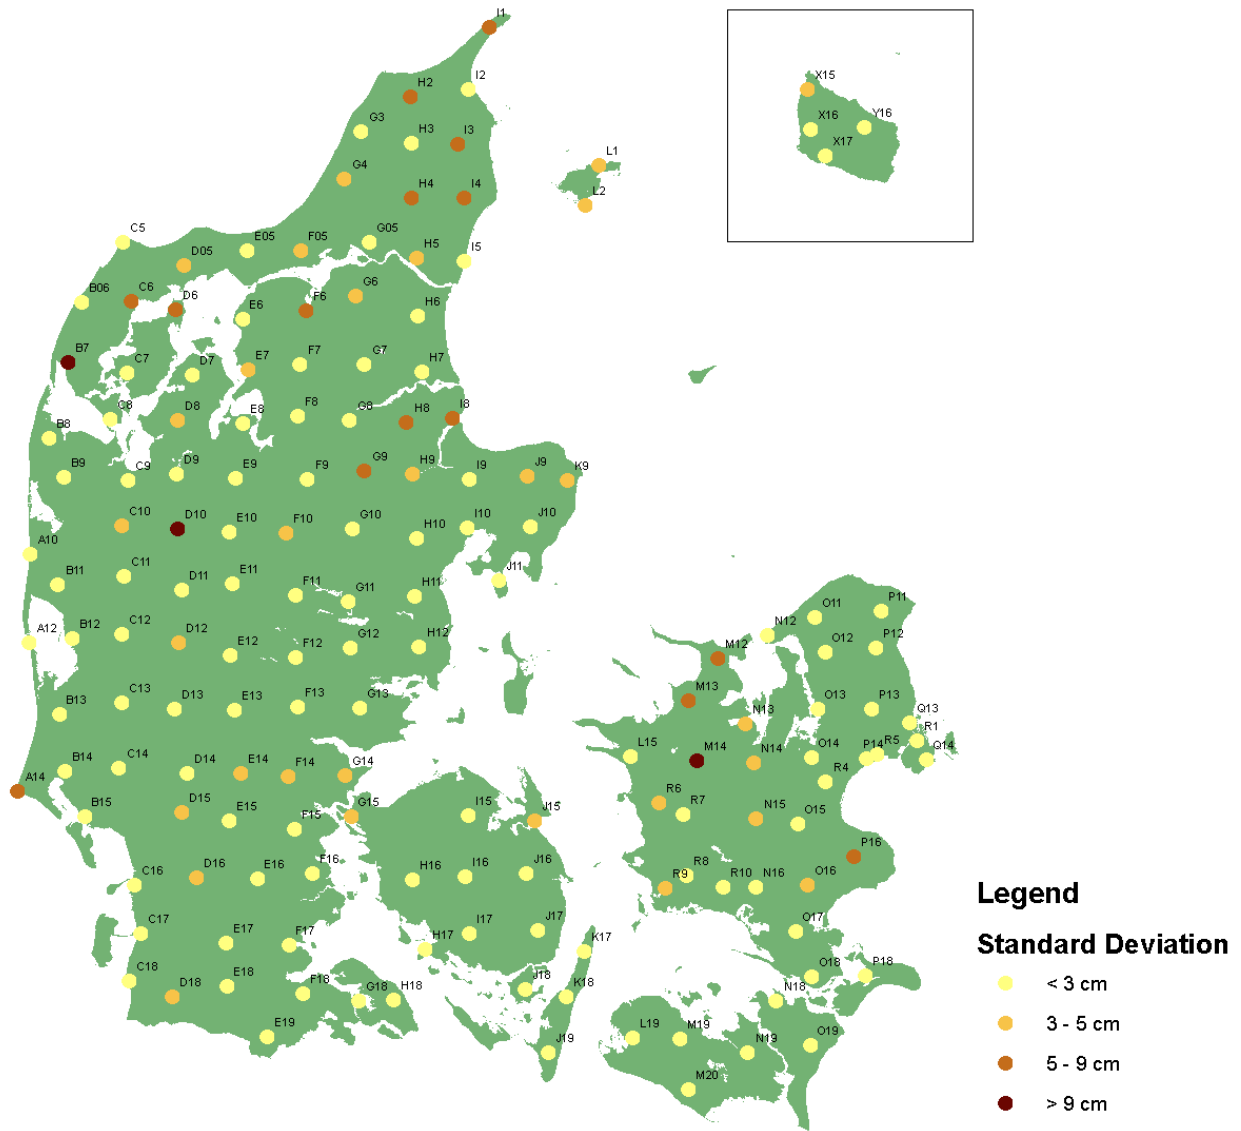 I1
X15
I2
H2
X16
Y16
G3
H3
I3
X17
L1
G4
H4
I4
L2
C5
E05
F05
G05
H5
I5
D05
B06
C6
D6
E6
F6
G6
H6
B7
C7
D7
E7
F7
G7
H7
C8
D8
E8
F8
G8
H8
I8
B8
B9
C9
D9
E9
F9
G9
H9
I9
J9
K9
C10
D10
E10
F10
G10
H10
I10
J10
A10
B11
C11
D11
E11
F11
G11
H11
J11
O11
P11
A12
B12
C12
D12
E12
F12
G12
H12
M12
N12
O12
P12
B13
C13
D13
E13
F13
G13
M13
N13
O13
P13
Q13
R1
A14
B14
C14
D14
E14
F14
G14
L15
M14
N14
O14
P14
R5
Q14
R4
B15
D15
E15
F15
G15
I15
J15
R6
R7
N15
O15
C16
D16
E16
F16
H16
I16
J16
R9
R8
R10
N16
O16
P16
C17
E17
F17
H17
I17
J17
K17
O17
C18
D18
E18
F18
G18
H18
J18
K18
N18
O18
P18
E19
J19
L19
M19
N19
O19
M20
Legend
Standard Deviation
< 3 cm
3 - 5 cm
5 - 9 cm
> 9 cm